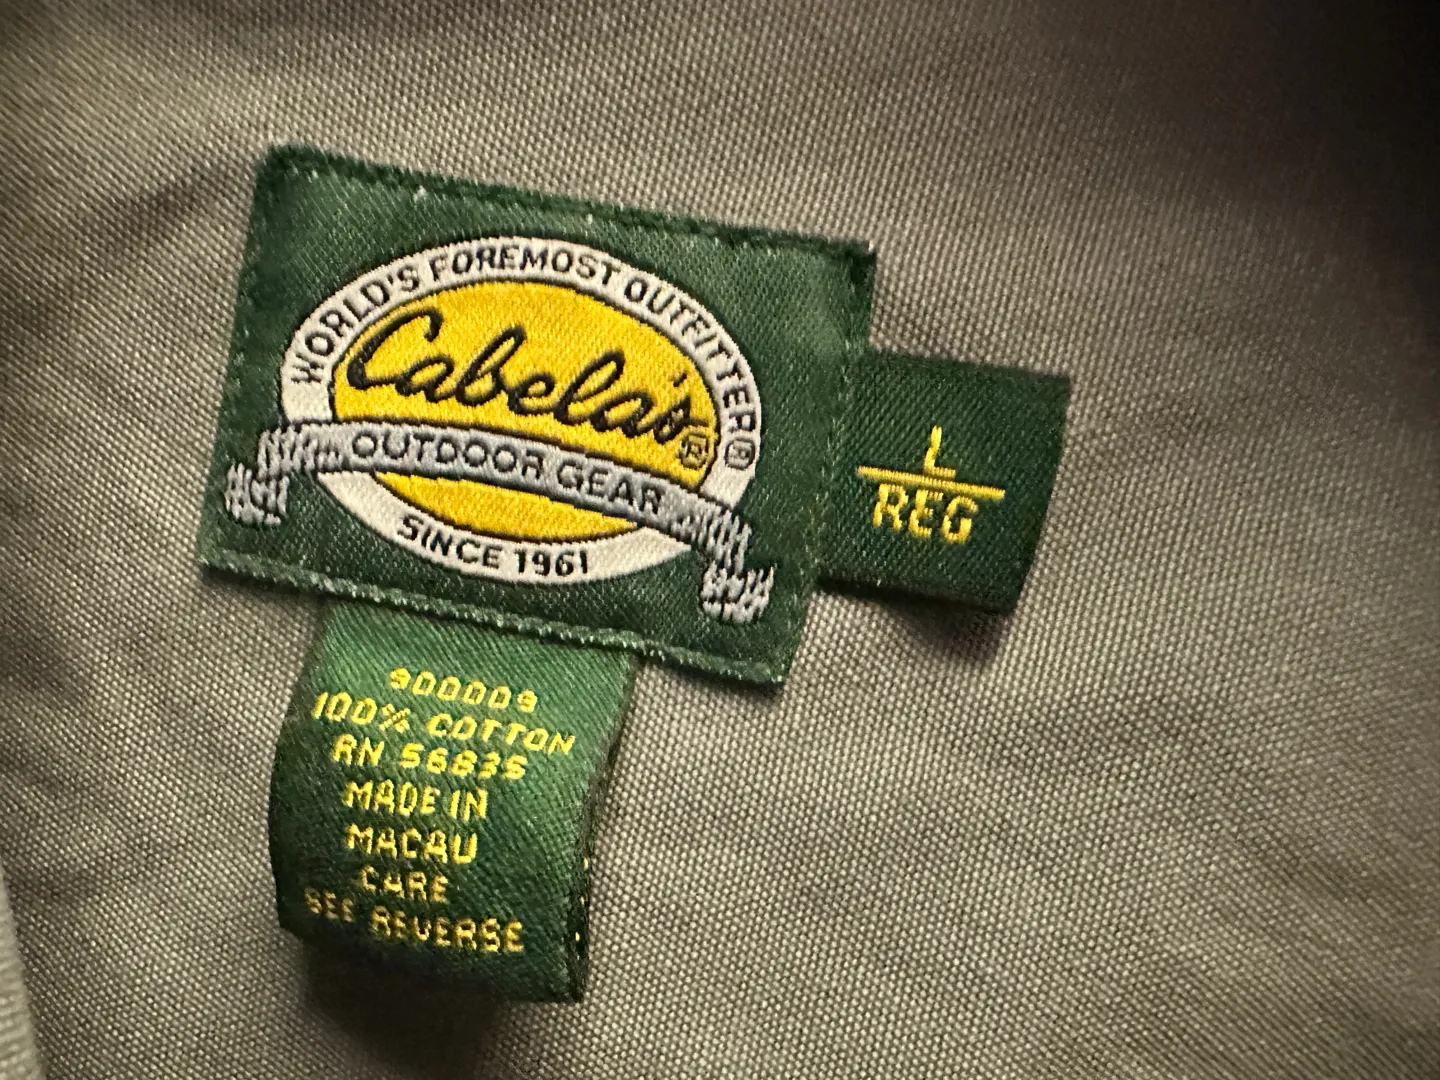 WORLD'S FOREMOST OUTFITTER®
Cabela's®
OUTDOOR GEAR
SINCE 1961
L
REG
900009
100% COTTON
RN 56835
MADE IN
MACAU
CARE
SEE REVERSE